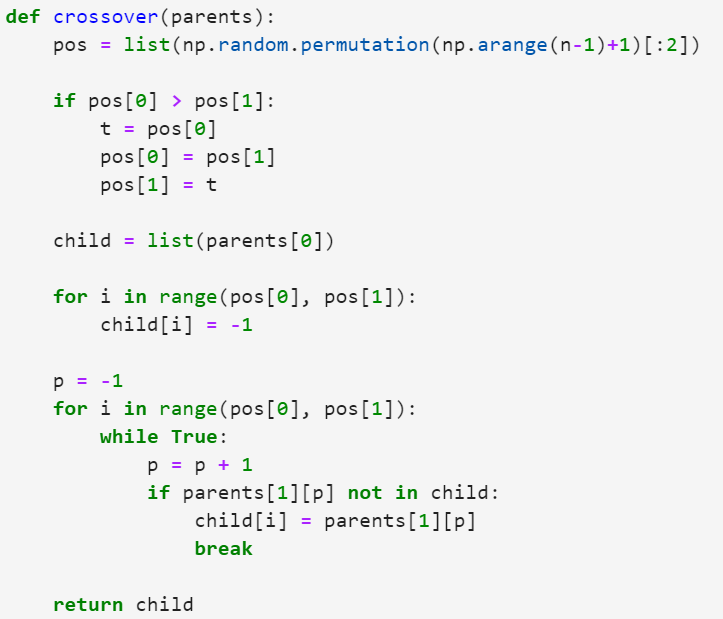 def crossover(parents):
    pos = list(np.random.permutation(np.arange(n-1)+1)[:2])

    if pos[0] > pos[1]:
        t = pos[0]
        pos[0] = pos[1]
        pos[1] = t

    child = list(parents[0])

    for i in range(pos[0], pos[1]):
        child[i] = -1

    p = -1
    for i in range(pos[0], pos[1]):
        while True:
            p = p + 1
            if parents[1][p] not in child:
                child[i] = parents[1][p]
                break

    return child